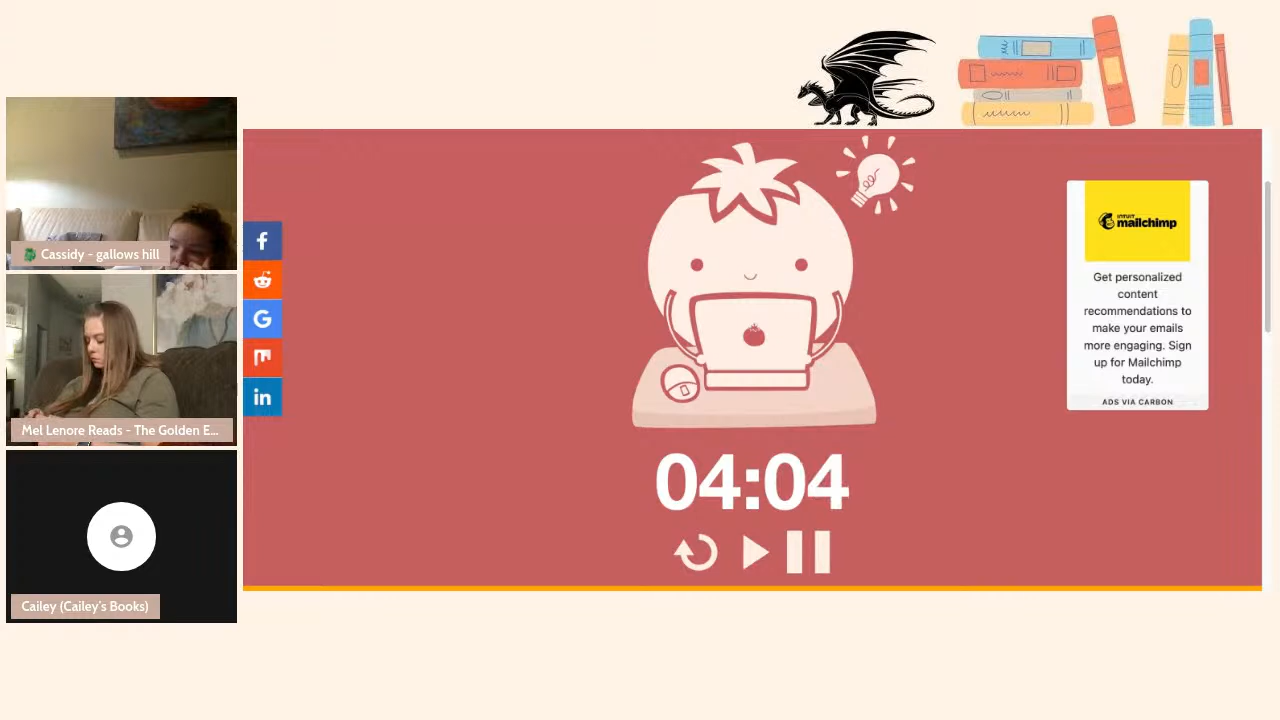 Cassidy - gallows hill
Mel Lenore Reads - The Golden E...
Cailey (Cailey's Books)
04:04
INTUIT
mailchimp
Get personalized
content
recommendations to
make your emails
more engaging. Sign
up for Mailchimp
today.
ADS VIA CARBON